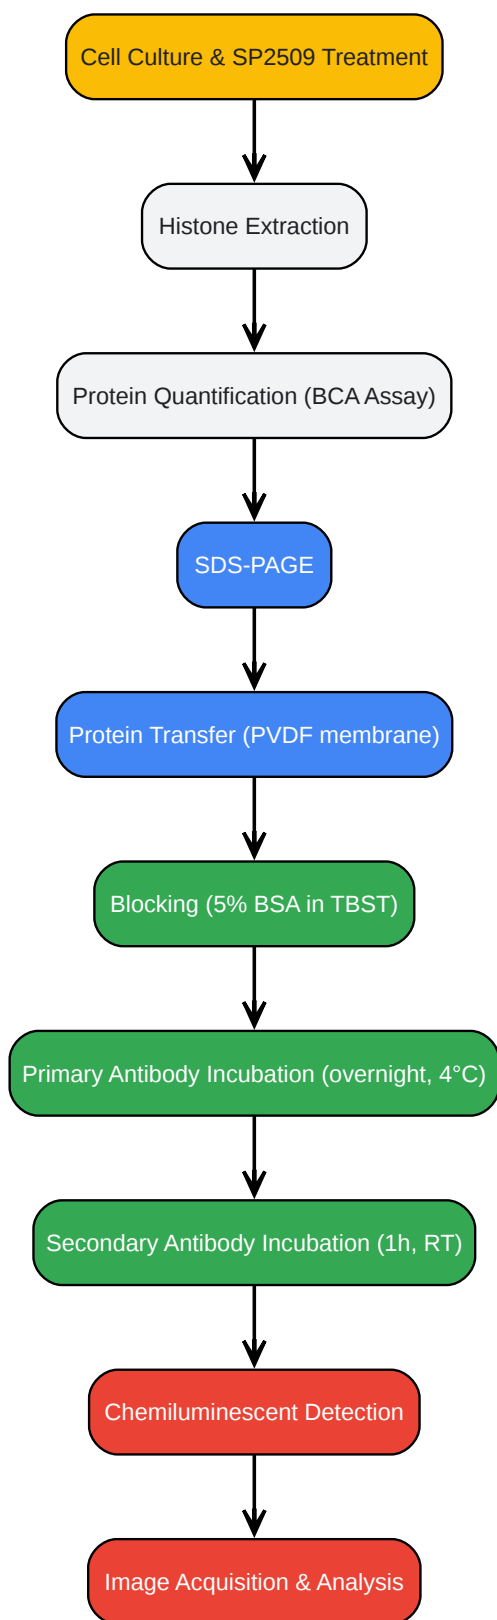 Cell Culture & SP2509 Treatment
Histone Extraction
Protein Quantification (BCA Assay)
SDS-PAGE
Protein Transfer (PVDF membrane)
Blocking (5% BSA in TBST)
Primary Antibody Incubation (overnight, 4°C)
Secondary Antibody Incubation (1h, RT)
Chemiluminescent Detection
Image Acquisition & Analysis